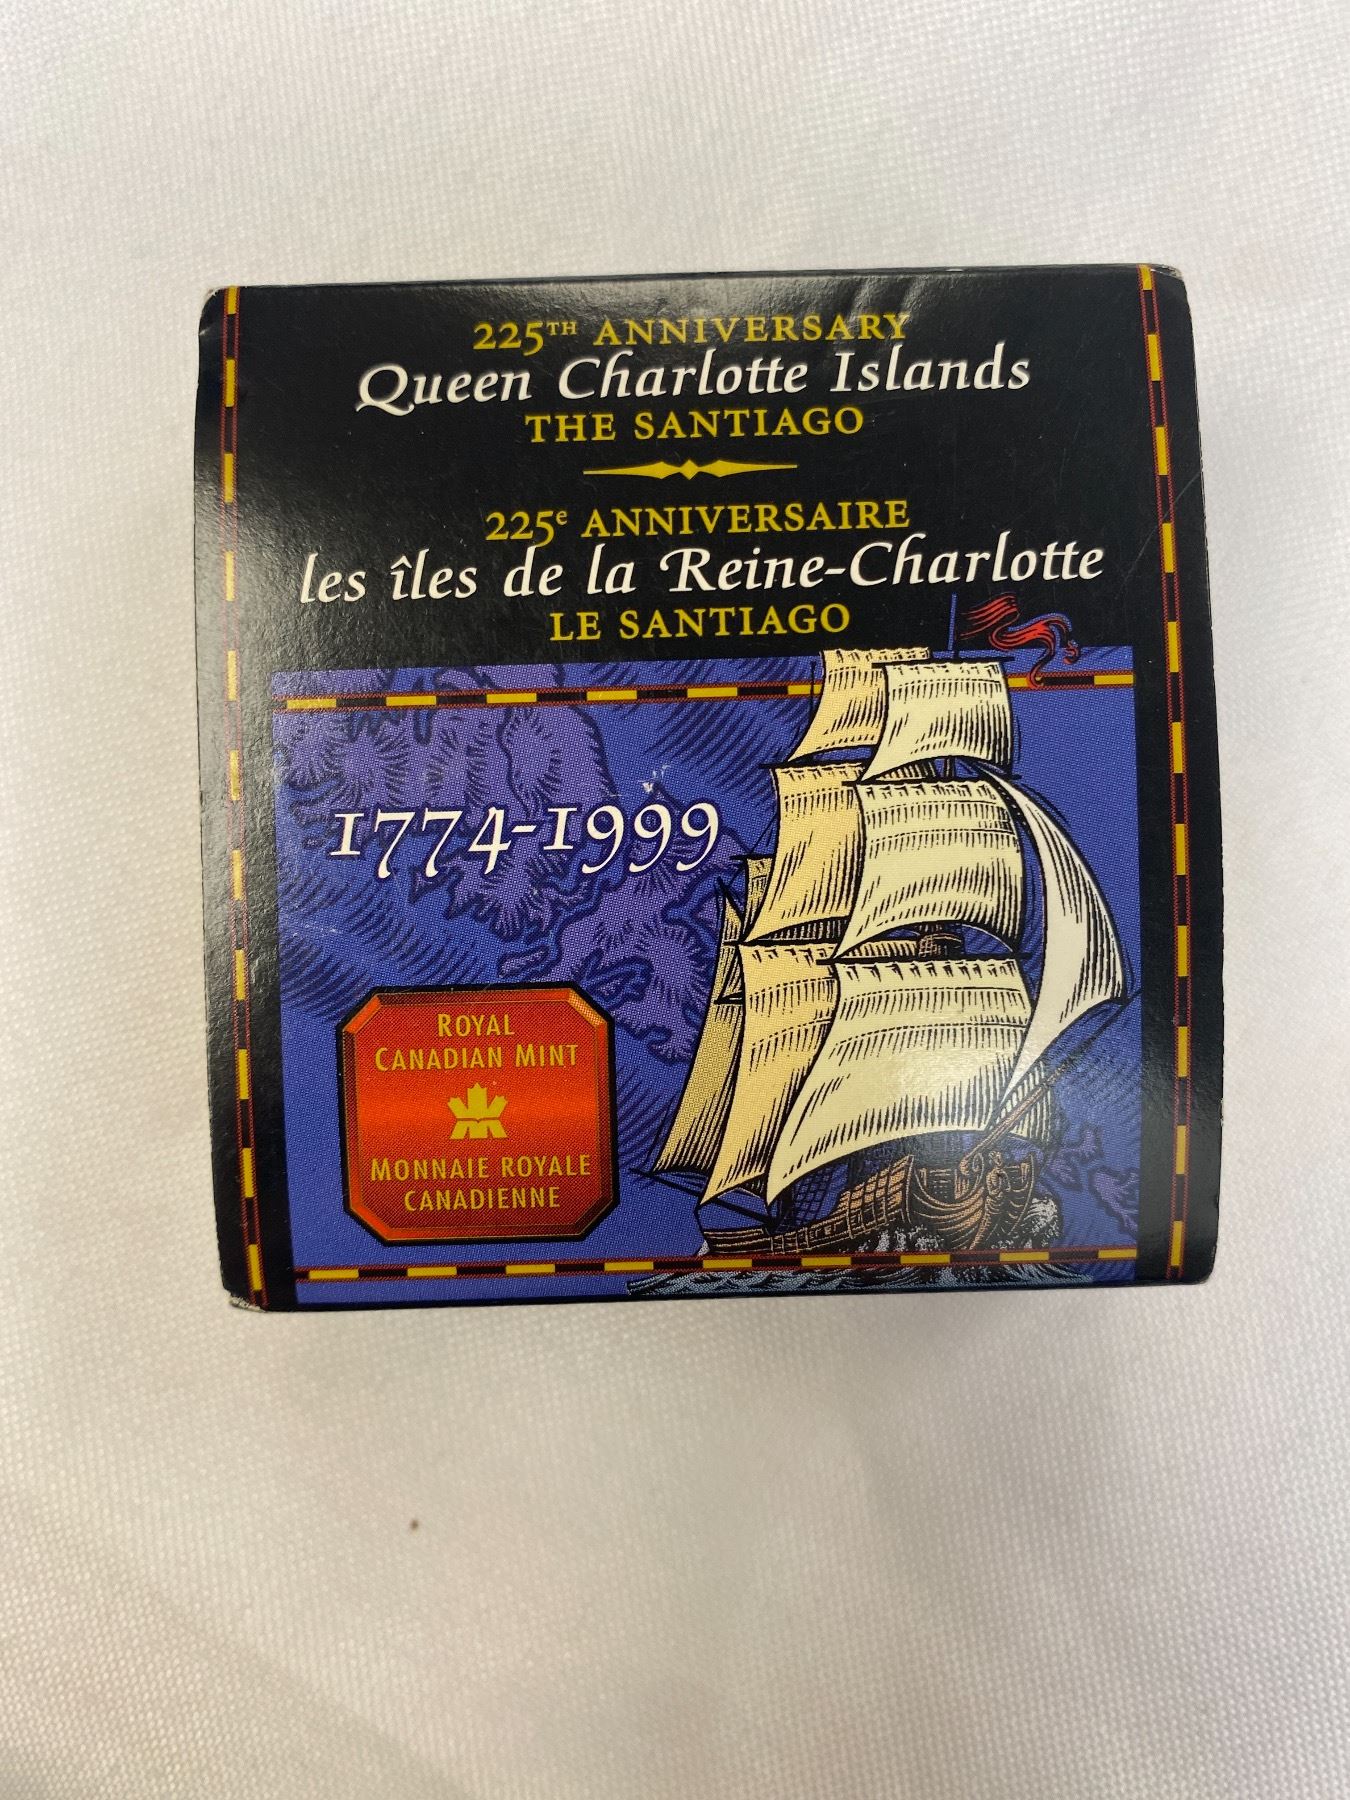 225TH ANNIVERSARY
Queen Charlotte Islands
THE SANTIAGO
225e ANNIVERSAIRE
les îles de la Reine-Charlotte
LE SANTIAGO
1774-1999
ROYAL
CANADIAN MINT
MONNAIE ROYALE
CANADIENNE